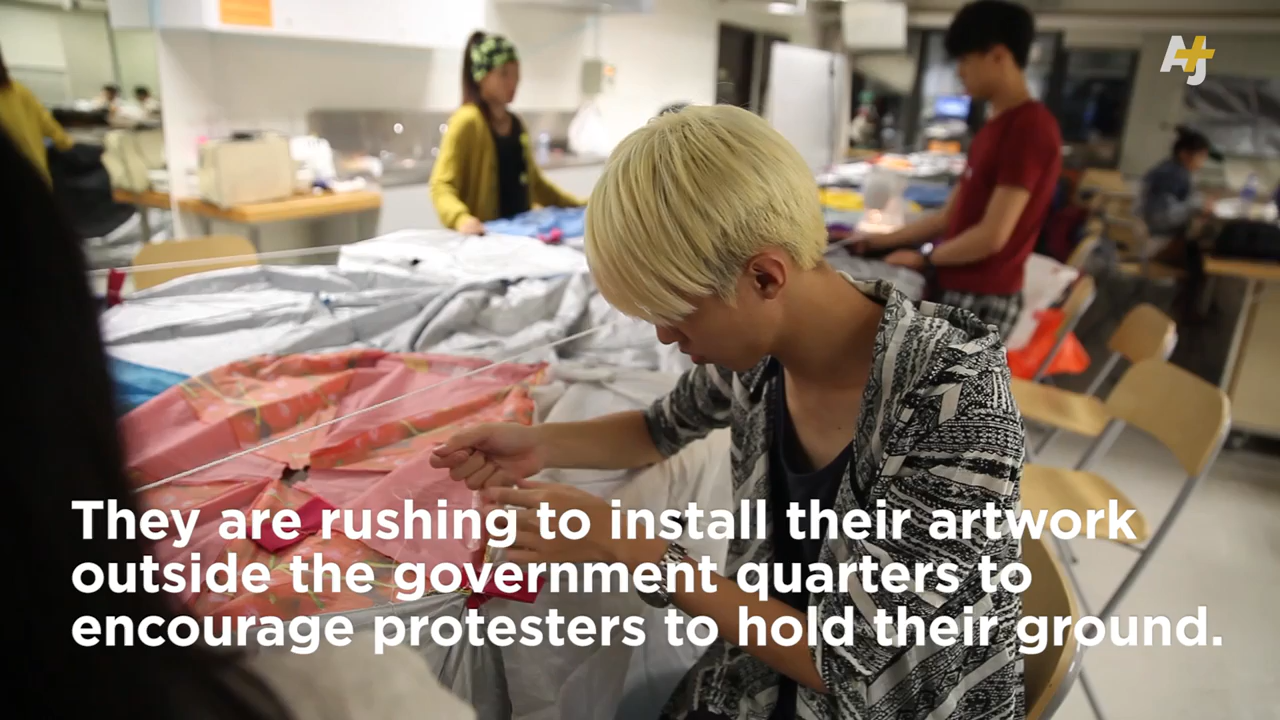 AJ+
They are rushing to install their artwork
outside the government quarters to
encourage protesters to hold their ground.